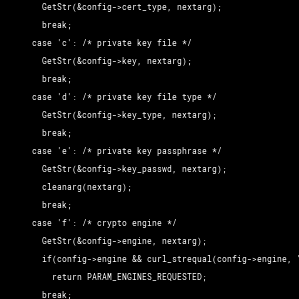 GetStr(&config->cert_type, nextarg);
break;
case 'c': /* private key file */
GetStr(&config->key, nextarg);
break;
case 'd': /* private key file type */
GetStr(&config->key_type, nextarg);
break;
case 'e': /* private key passphrase */
GetStr(&config->key_passwd, nextarg);
cleanarg(nextarg);
break;
case 'f': /* crypto engine */
GetStr(&config->engine, nextarg);
if(config->engine && curl_strequal(config->engine,
return PARAM_ENGINES_REQUESTED;
break;